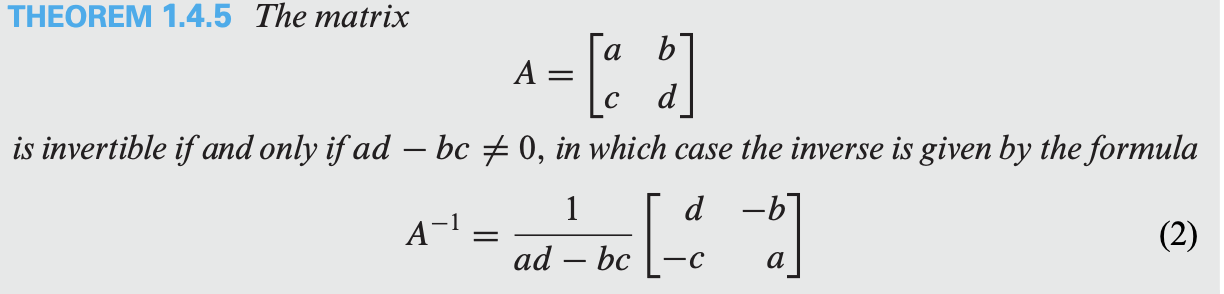 THEOREM 1.4.5 The matrix
A = [a b
c d]
is invertible if and only if ad − bc ≠ 0, in which case the inverse is given by the formula
A⁻¹ = 1/(ad − bc) [d −b
−c a] (2)